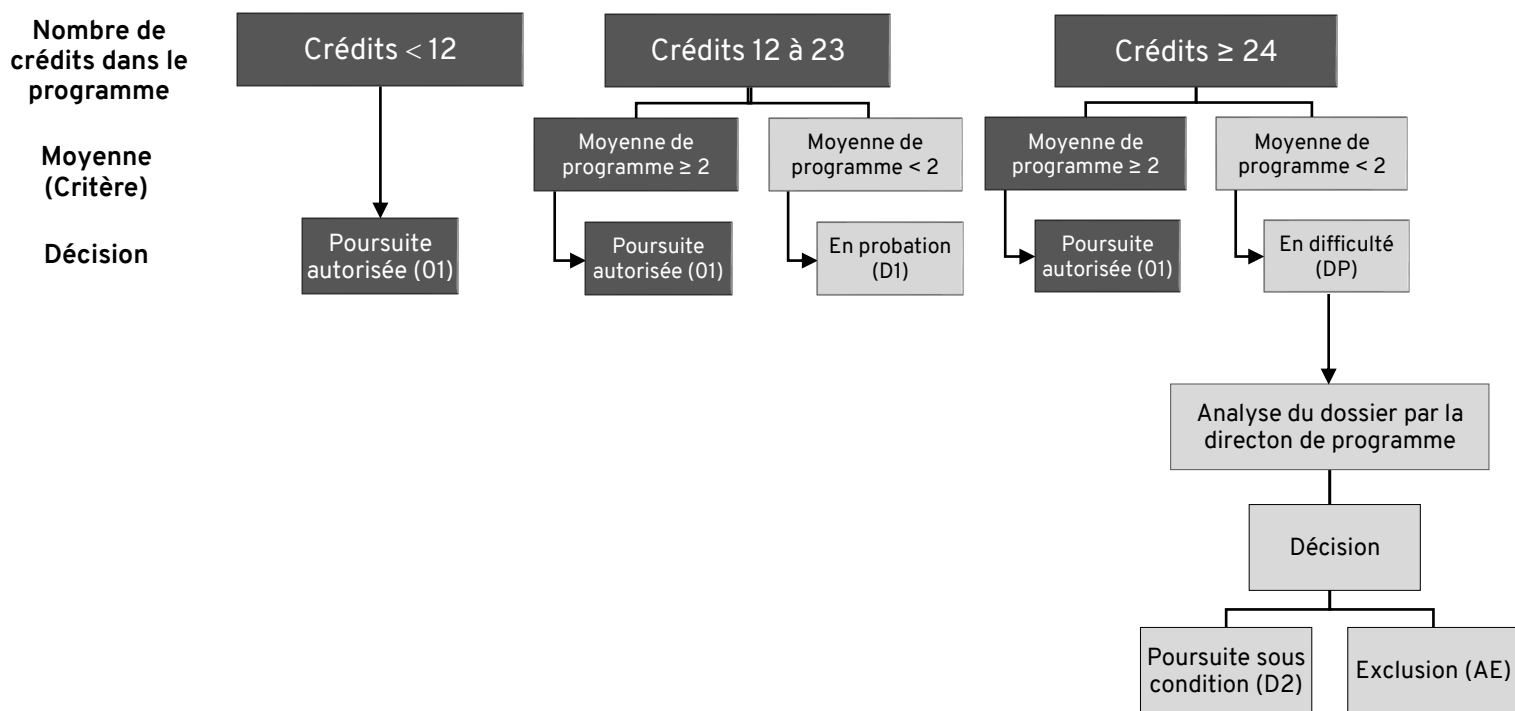 Nombre de
crédits dans le
programme
Crédits < 12
Crédits 12 à 23
Crédits ≥ 24
Moyenne
(Critère)
Moyenne de
programme ≥ 2
Moyenne de
programme < 2
Moyenne de
programme ≥ 2
Moyenne de
programme < 2
Décision
Poursuite
autorisée (01)
Poursuite
autorisée (01)
En probation
(D1)
Poursuite
autorisée (01)
En difficulté
(DP)
Analyse du dossier par la
directon de programme
Décision
Poursuite sous
condition (D2)
Exclusion (AE)